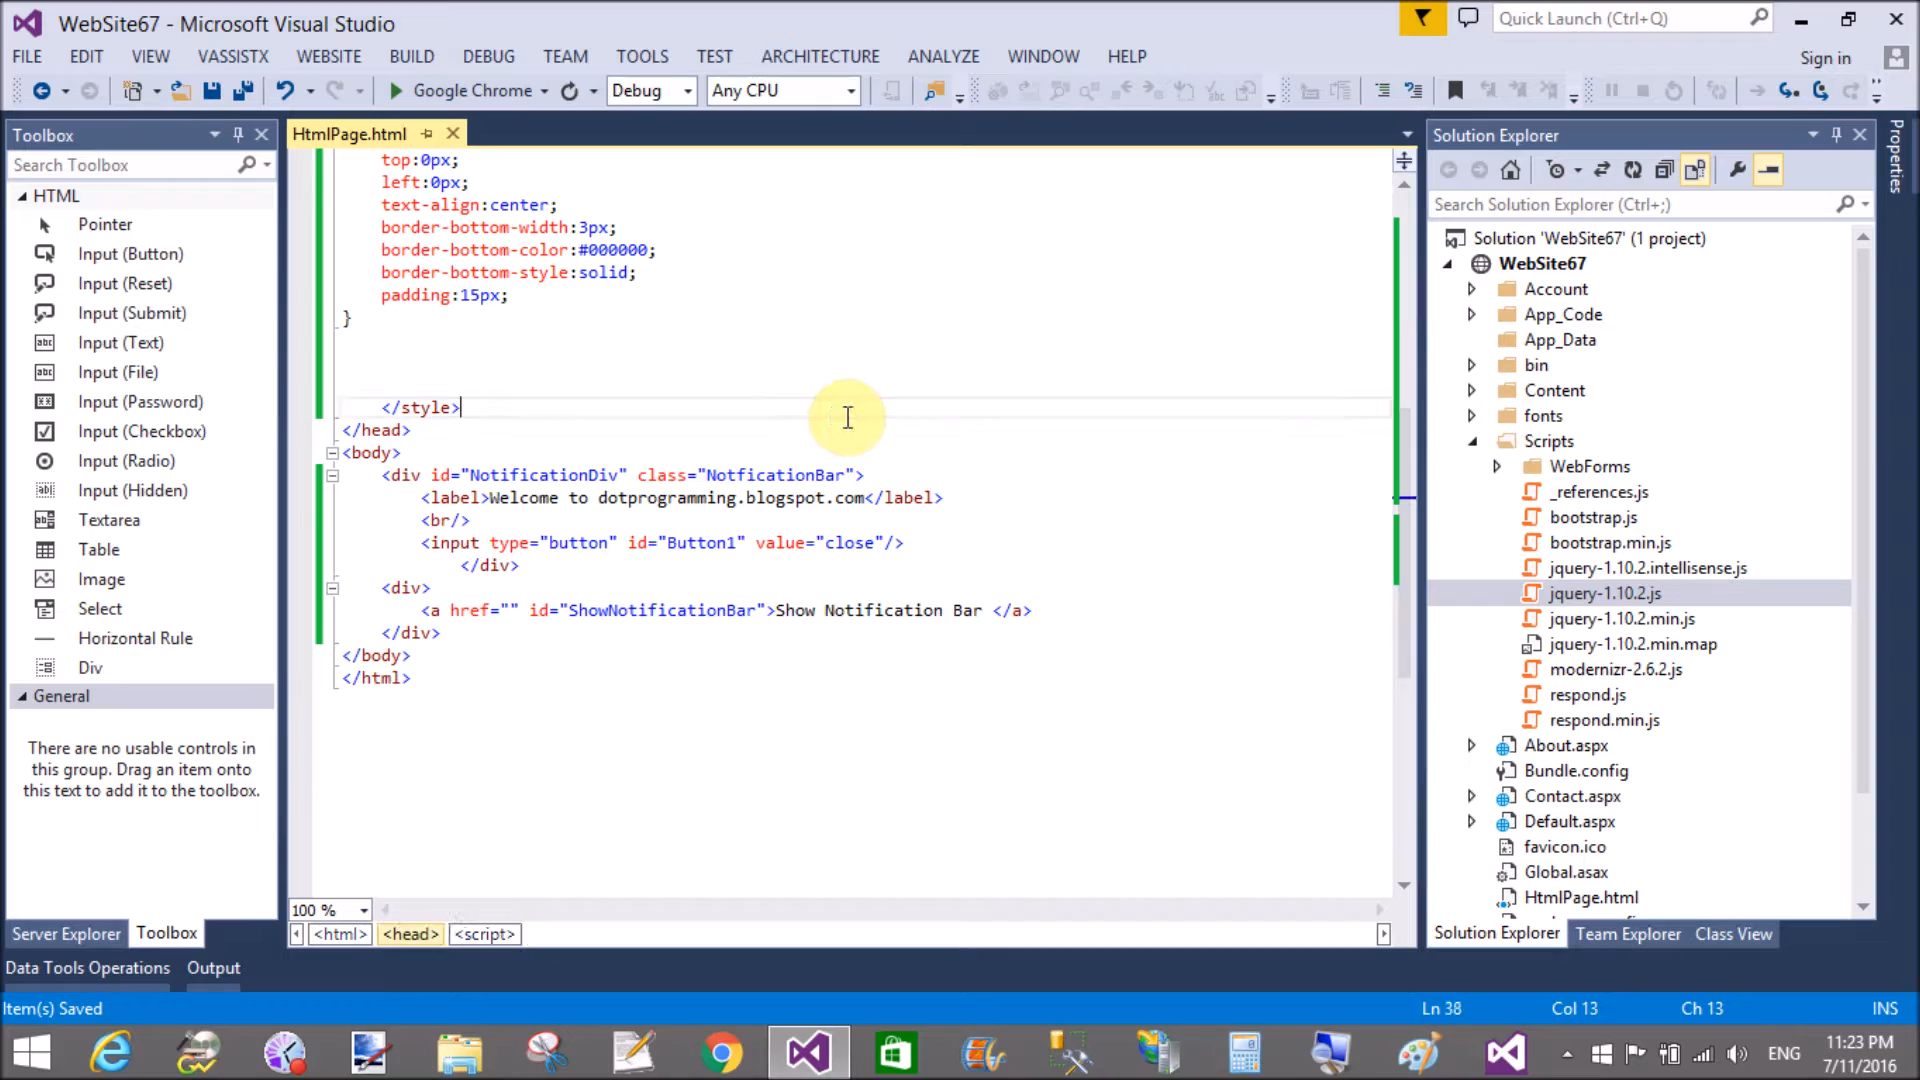 WebSite67 - Microsoft Visual Studio
Quick Launch (Ctrl+Q)
FILE EDIT VIEW VASSISTX WEBSITE BUILD DEBUG TEAM TOOLS TEST ARCHITECTURE ANALYZE WINDOW HELP
Sign in
Google Chrome Debug Any CPU
Toolbox
Search Toolbox
HTML
Pointer
Input (Button)
Input (Reset)
Input (Submit)
Input (Text)
Input (File)
Input (Password)
Input (Checkbox)
Input (Radio)
Input (Hidden)
Textarea
Table
Image
Select
Horizontal Rule
Div
General
There are no usable controls in
this group. Drag an item onto
this text to add it to the toolbox.
Server Explorer Toolbox
HtmlPage.html
top:0px;
left:0px;
text-align:center;
border-bottom-width:3px;
border-bottom-color:#000000;
border-bottom-style:solid;
padding:15px;
}
</style>
</head>
<body>
<div id="NotificationDiv" class="NotficationBar">
<label>Welcome to dotprogramming.blogspot.com</label>
<br/>
<input type="button" id="Button1" value="close"/>
</div>
<div>
<a href="" id="ShowNotificationBar">Show Notification Bar </a>
</div>
</body>
</html>
100 %
<html> <head> <script>
Solution Explorer
Search Solution Explorer (Ctrl+;)
Solution 'WebSite67' (1 project)
WebSite67
Account
App_Code
App_Data
bin
Content
fonts
Scripts
WebForms
_references.js
bootstrap.js
bootstrap.min.js
jquery-1.10.2.intellisense.js
jquery-1.10.2.js
jquery-1.10.2.min.js
jquery-1.10.2.min.map
modernizr-2.6.2.js
respond.js
respond.min.js
About.aspx
Bundle.config
Contact.aspx
Default.aspx
favicon.ico
Global.asax
HtmlPage.html
Solution Explorer Team Explorer Class View
Properties
Data Tools Operations Output
Item(s) Saved
Ln 38 Col 13 Ch 13 INS
ENG
11:23 PM
7/11/2016